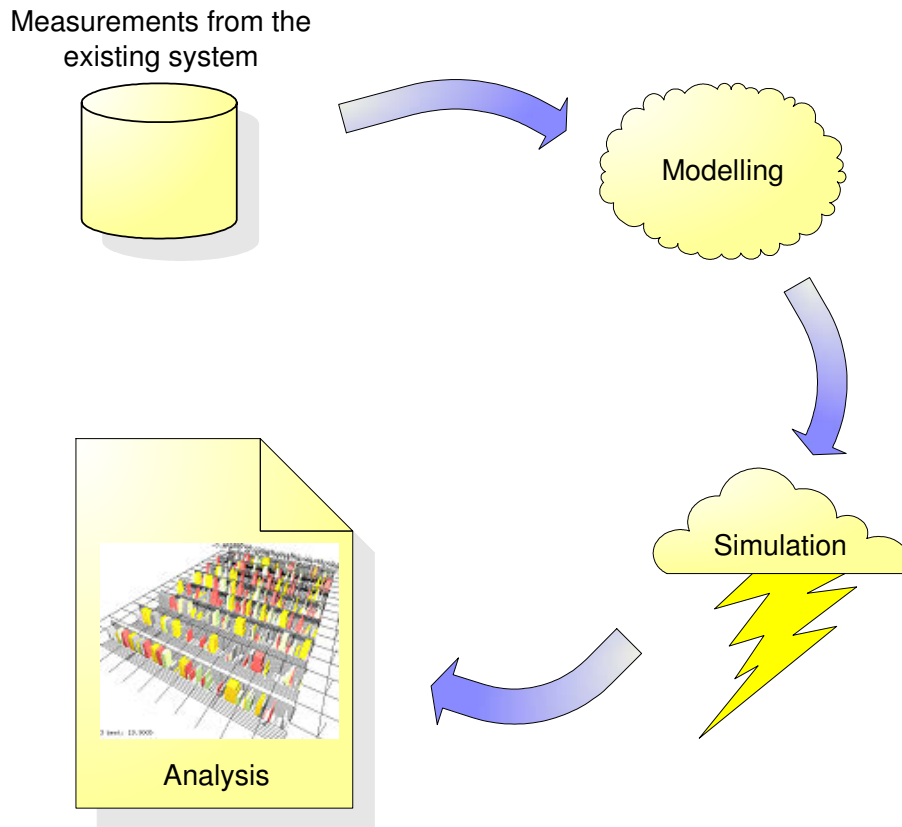 Measurements from the
existing system
Modelling
Simulation
Analysis